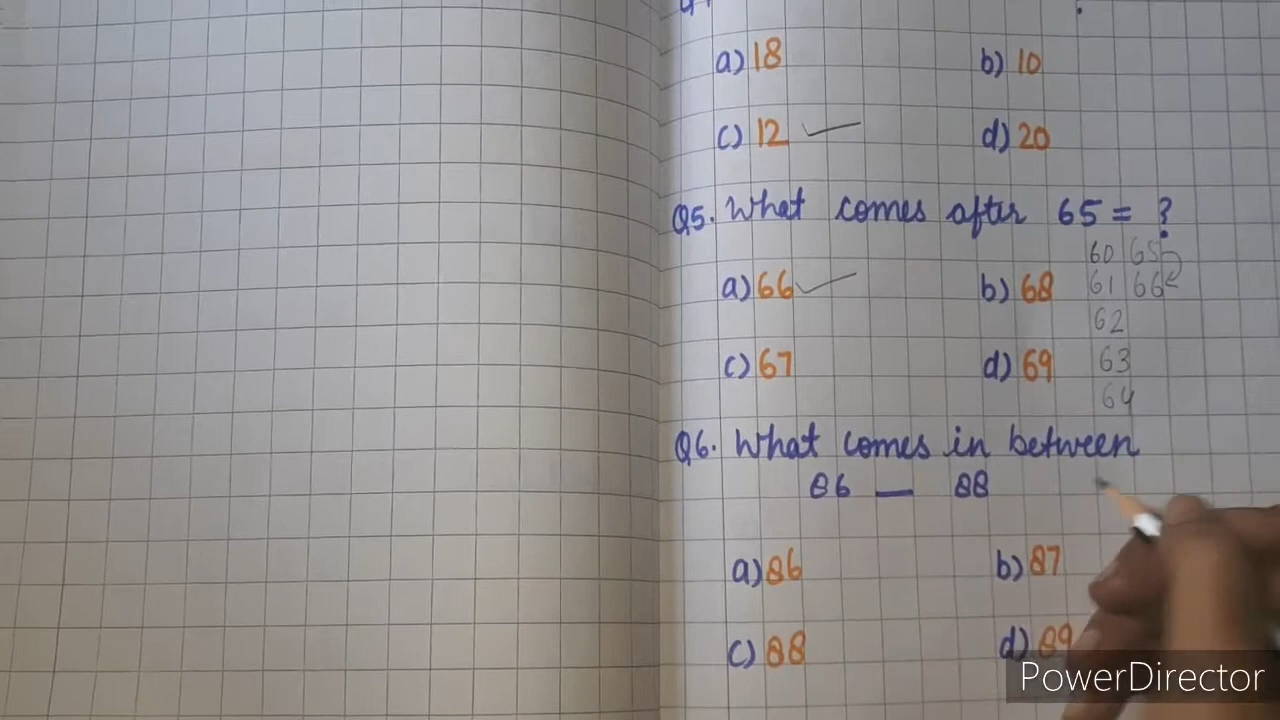 a) 18 b) 10
c) 12 d) 20
Q5. What comes after 65 = ?
60 65
a) 66 b) 68 61 66
62
c) 67 d) 69 63
64
Q6. What comes in between
86 — 88
a) 86 b) 87
c) 88 d) 89
PowerDirector